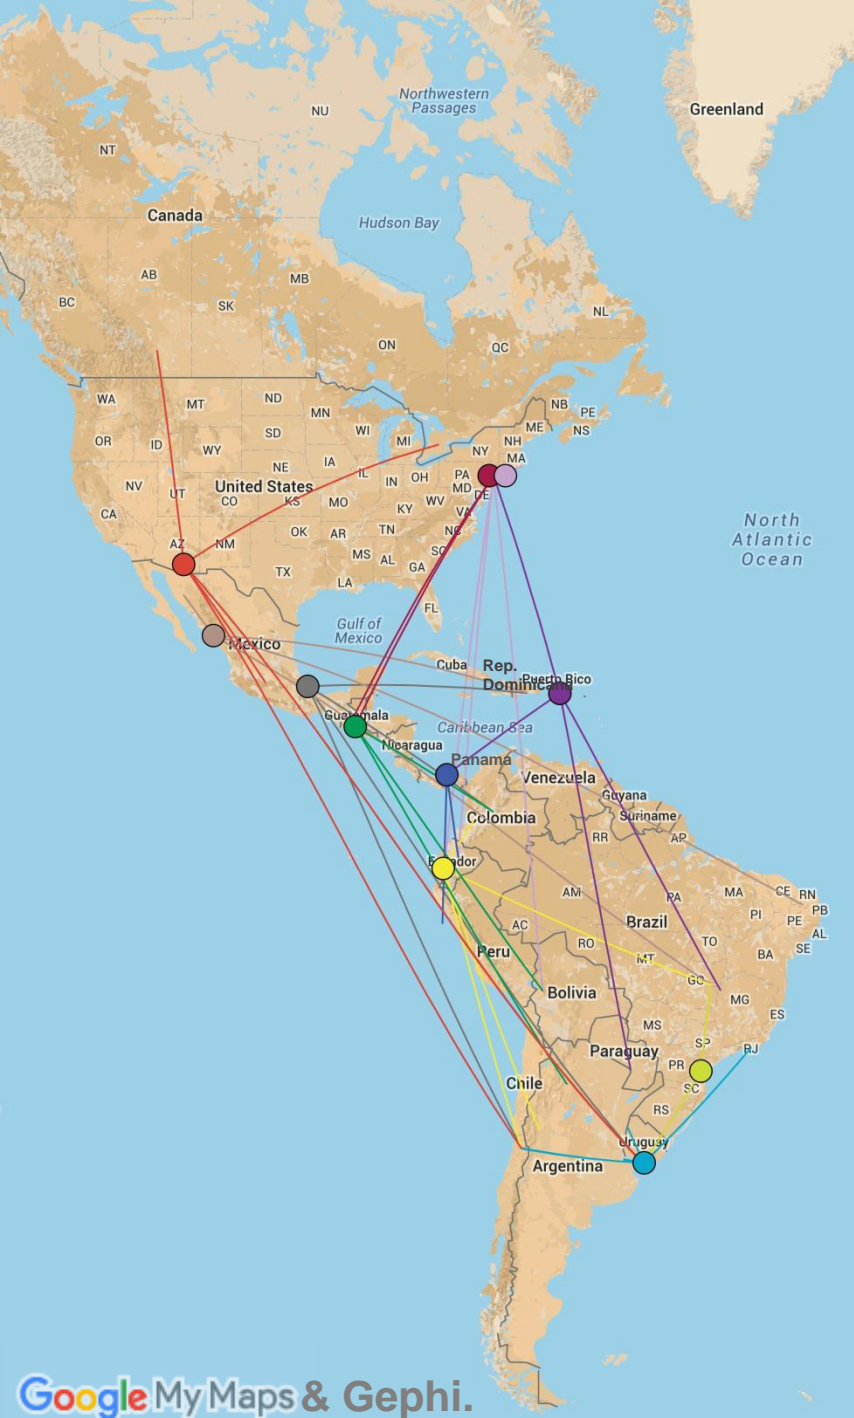 Greenland
Northwestern
Passages
NU
NT
Canada
Hudson Bay
AB
MB
BC
SK
NL
ON
QC
WA
MT
ND
NB
PE
MN
ME
NS
OR
ID
SD
WI
MI
NH
WY
NY
MA
IA
NE
IL
IN
OH
PA
NV
UT
United States
MD
DE
CO
KS
MO
WV
CA
KY
VA
OK
AR
TN
NC
North
Atlantic
Ocean
AZ
NM
MS
AL
SC
TX
GA
LA
FL
Gulf of
Mexico
Mexico
Cuba
Rep.
Dominicana
Puerto Rico
Guatemala
Caribbean Sea
Nicaragua
Panamá
Venezuela
Guyana
Colombia
Suriname
RR
AP
Ecuador
AM
PA
MA
CE
RN
PB
PI
PE
AC
Brazil
AL
RO
TO
SE
Peru
MT
BA
GO
Bolivia
MG
ES
MS
SP
RJ
Paraguay
PR
Chile
SC
RS
Uruguay
Argentina
Google My Maps & Gephi.